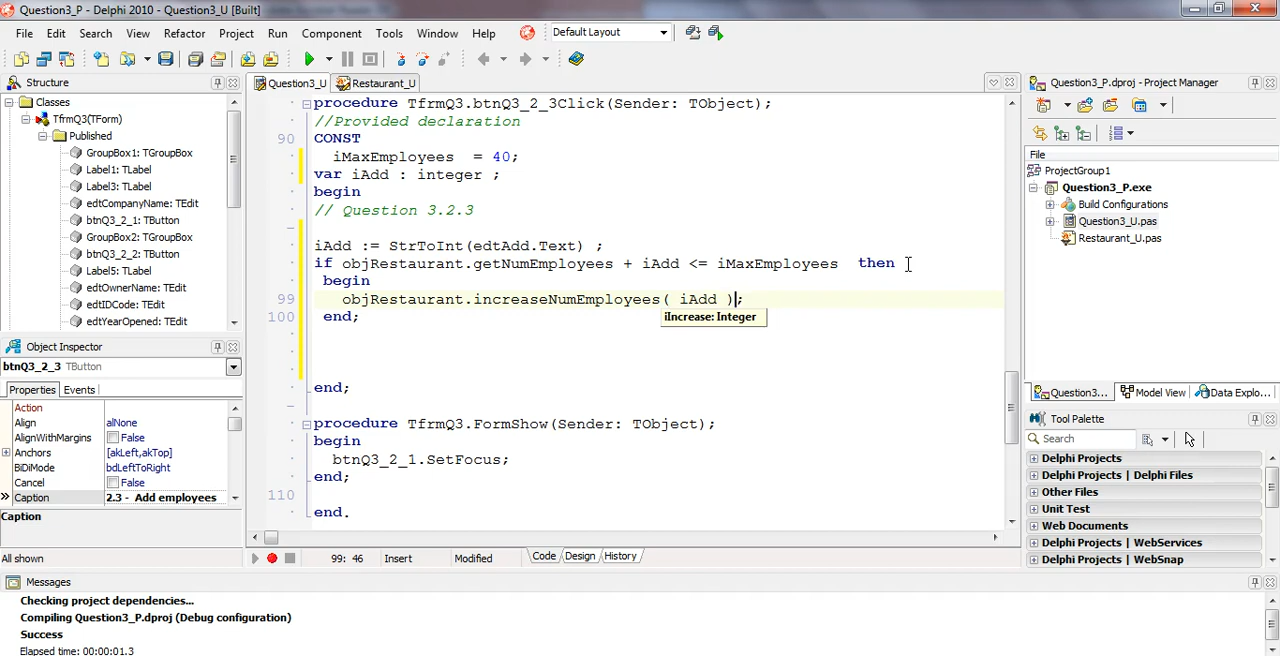 Question3_P - Delphi 2010 - Question3_U [Built]
File Edit Search View Refactor Project Run Component Tools Window Help Default Layout
Structure
Classes
TfrmQ3(TForm)
Published
GroupBox1: TGroupBox
Label1: TLabel
Label3: TLabel
edtCompanyName: TEdit
btnQ3_2_1: TButton
GroupBox2: TGroupBox
btnQ3_2_2: TButton
Label5: TLabel
edtOwnerName: TEdit
edtIDCode: TEdit
edtYearOpened: TEdit
Object Inspector
btnQ3_2_3 TButton
Properties Events
Action
Align alNone
AlignWithMargins False
Anchors [akLeft,akTop]
BiDiMode bdLeftToRight
Cancel False
Caption 2.3 - Add employees
Caption
All shown
Question3_U Restaurant_U
procedure TfrmQ3.btnQ3_2_3Click(Sender: TObject);
//Provided declaration
90 CONST
iMaxEmployees = 40;
var iAdd : integer ;
begin
// Question 3.2.3
iAdd := StrToInt(edtAdd.Text) ;
if objRestaurant.getNumEmployees + iAdd <= iMaxEmployees then
begin
99 objRestaurant.increaseNumEmployees( iAdd );
100 end;
iIncrease: Integer
end;
procedure TfrmQ3.FormShow(Sender: TObject);
begin
btnQ3_2_1.SetFocus;
end;
110
end.
99: 46 Insert Modified Code Design History
Question3_P.dproj - Project Manager
File
ProjectGroup1
Question3_P.exe
Build Configurations
Question3_U.pas
Restaurant_U.pas
Question3... Model View Data Explo...
Tool Palette
Search
Delphi Projects
Delphi Projects | Delphi Files
Other Files
Unit Test
Web Documents
Delphi Projects | WebServices
Delphi Projects | WebSnap
Messages
Checking project dependencies...
Compiling Question3_P.dproj (Debug configuration)
Success
Elapsed time: 00:00:01.3